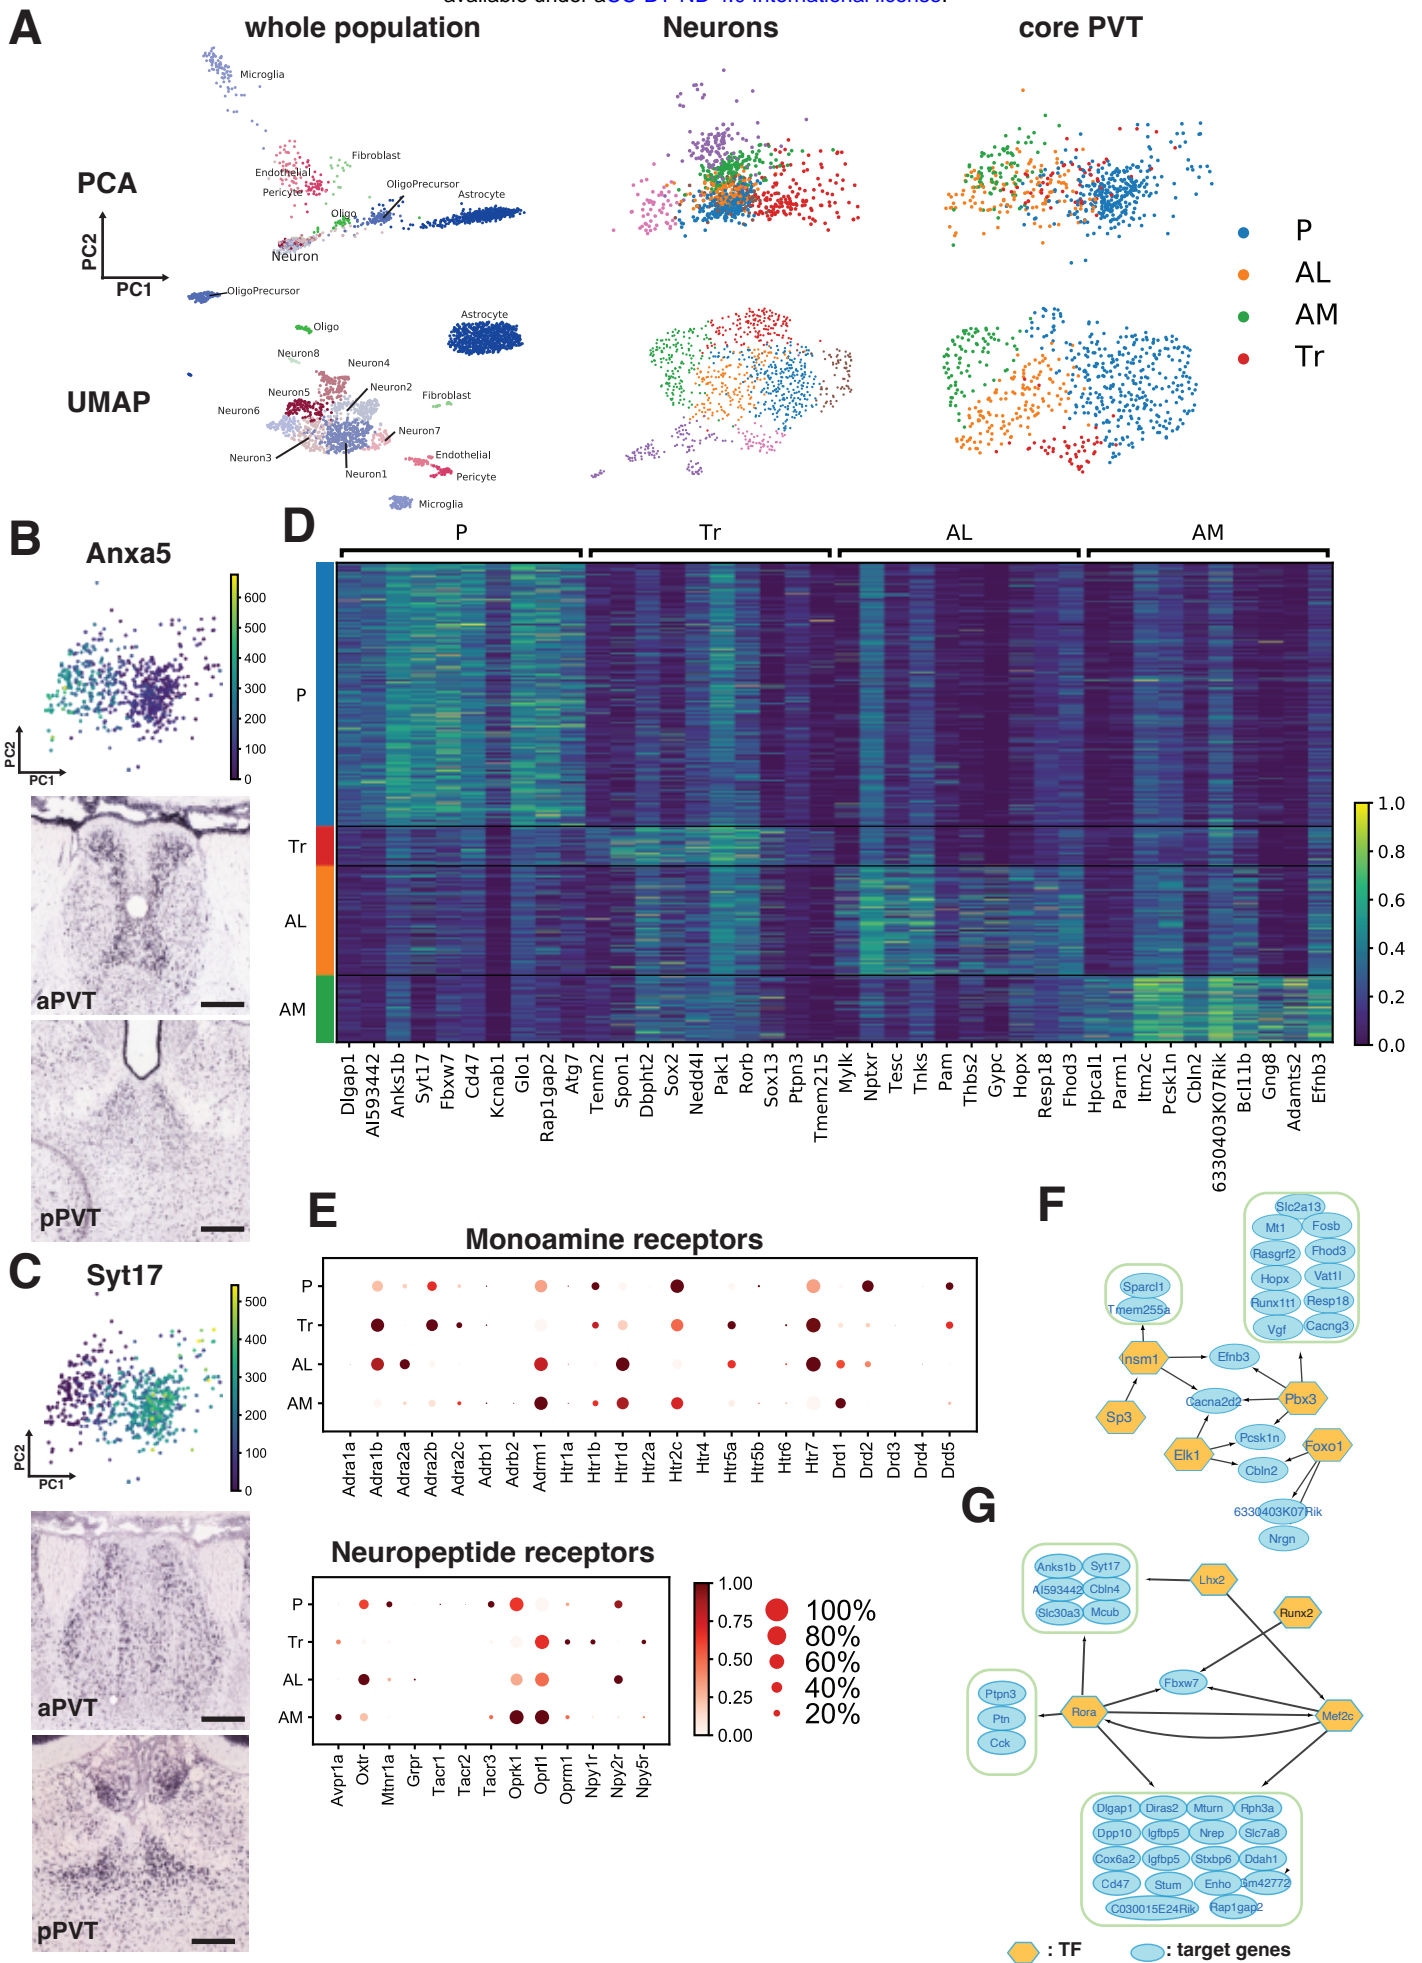 available under aCC-BY-ND 4.0 International license.
A
whole population
Neurons
core PVT
PCA
PC2
PC1
Microglia
Fibroblast
Endothelial
Pericyte
OligoPrecursor
Astrocyte
Oligo
Neuron
P
AL
AM
Tr
UMAP
OligoPrecursor
Oligo
Astrocyte
Neuron8
Neuron4
Neuron5
Neuron2
Neuron6
Fibroblast
Neuron7
Neuron3
Neuron1
Endothelial
Pericyte
Microglia
B
Anxa5
600
500
400
300
200
100
0
PC2
PC1
aPVT
pPVT
C
Syt17
500
400
300
200
100
0
PC2
PC1
aPVT
pPVT
D
P
Tr
AL
AM
P
Tr
AL
AM
Dlgap1
AI593442
Anks1b
Syt17
Fbxw7
Cd47
Kcnab1
Glo1
Rap1gap2
Atg7
Tenm2
Spon1
Dbpht2
Sox2
Nedd4l
Pak1
Rorb
Sox13
Ptpn3
Tmem215
Mylk
Nptxr
Tesc
Tnks
Pam
Thbs2
Gypc
Hopx
Resp18
Fhod3
Hpcal1
Parm1
Itm2c
Pcsk1n
Cbln2
6330403K07Rik
Bcl11b
Gng8
Adamts2
Efnb3
1.0
0.8
0.6
0.4
0.2
0.0
E
Monoamine receptors
P
Tr
AL
AM
Adra1a
Adra1b
Adra2a
Adra2b
Adra2c
Adrb1
Adrb2
Adrm1
Htr1a
Htr1b
Htr1d
Htr2a
Htr2c
Htr4
Htr5a
Htr5b
Htr6
Htr7
Drd1
Drd2
Drd3
Drd4
Drd5
Neuropeptide receptors
P
Tr
AL
AM
Avpr1a
Oxtr
Mtnr1a
Grpr
Tacr1
Tacr2
Tacr3
Oprk1
Oprl1
Oprm1
Npy1r
Npy2r
Npy5r
1.00
0.75
0.50
0.25
0.00
100%
80%
60%
40%
20%
F
Slc2a13
Mt1
Fosb
Rasgrf2
Fhod3
Hopx
Vat1l
Runx1t1
Resp18
Vgf
Cacng3
Sparcl1
Tmem255a
Insm1
Efnb3
Sp3
Cacna2d2
Pbx3
Elk1
Pcsk1n
Foxo1
Cbln2
6330403K07Rik
Nrgn
G
Anks1b
Syt17
AI593442
Cbln4
Slc30a3
Mcub
Lhx2
Runx2
Fbxw7
Ptpn3
Ptn
Cck
Rora
Mef2c
Dlgap1
Diras2
Mturn
Rph3a
Dpp10
Igfbp5
Nrep
Slc7a8
Cox6a2
Igfbp5
Stxbp6
Ddah1
Cd47
Stum
Enho
Gm42772
C030015E24Rik
Rap1gap2
: TF
: target genes